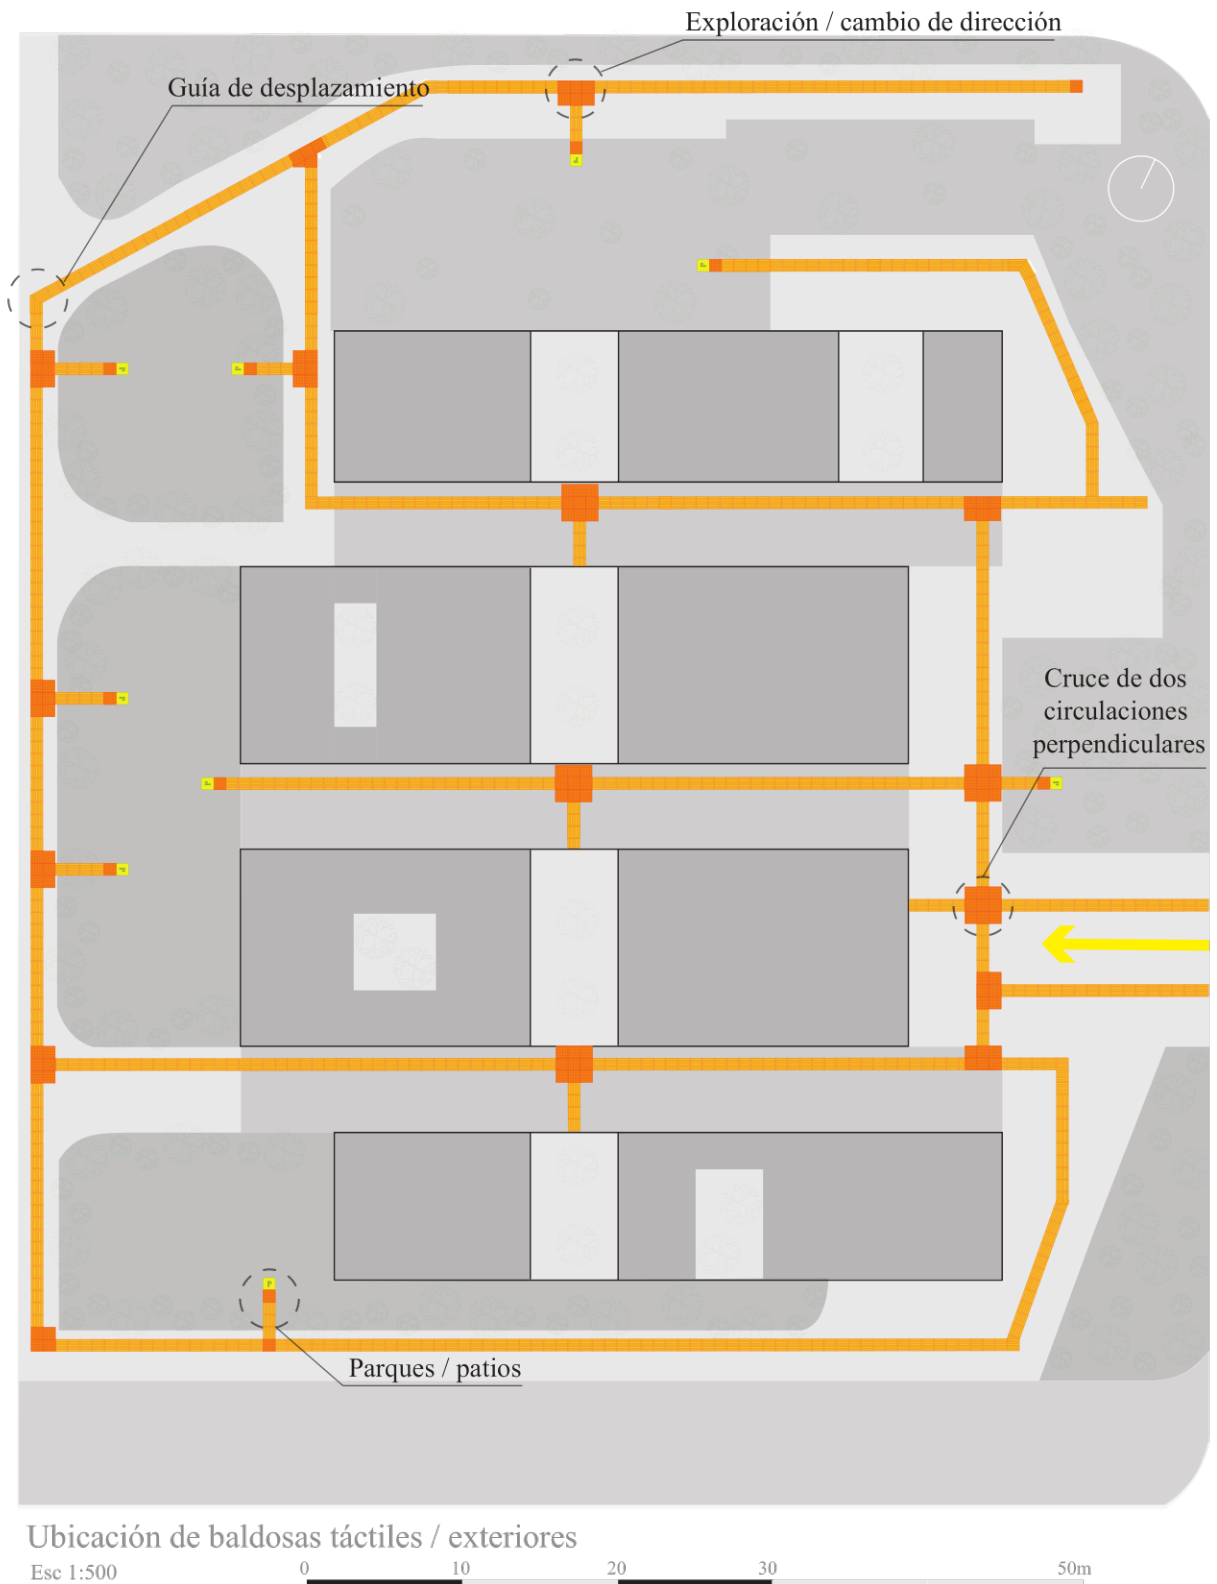 Exploración / cambio de dirección
Guía de desplazamiento
Cruce de dos
circulaciones
perpendiculares
Parques / patios
Ubicación de baldosas táctiles / exteriores
Esc 1:500
0 10 20 30 50m